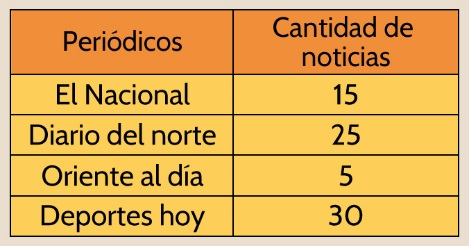 Periódicos
Cantidad de
noticias
El Nacional
15
Diario del norte
25
Oriente al día
5
Deportes hoy
30